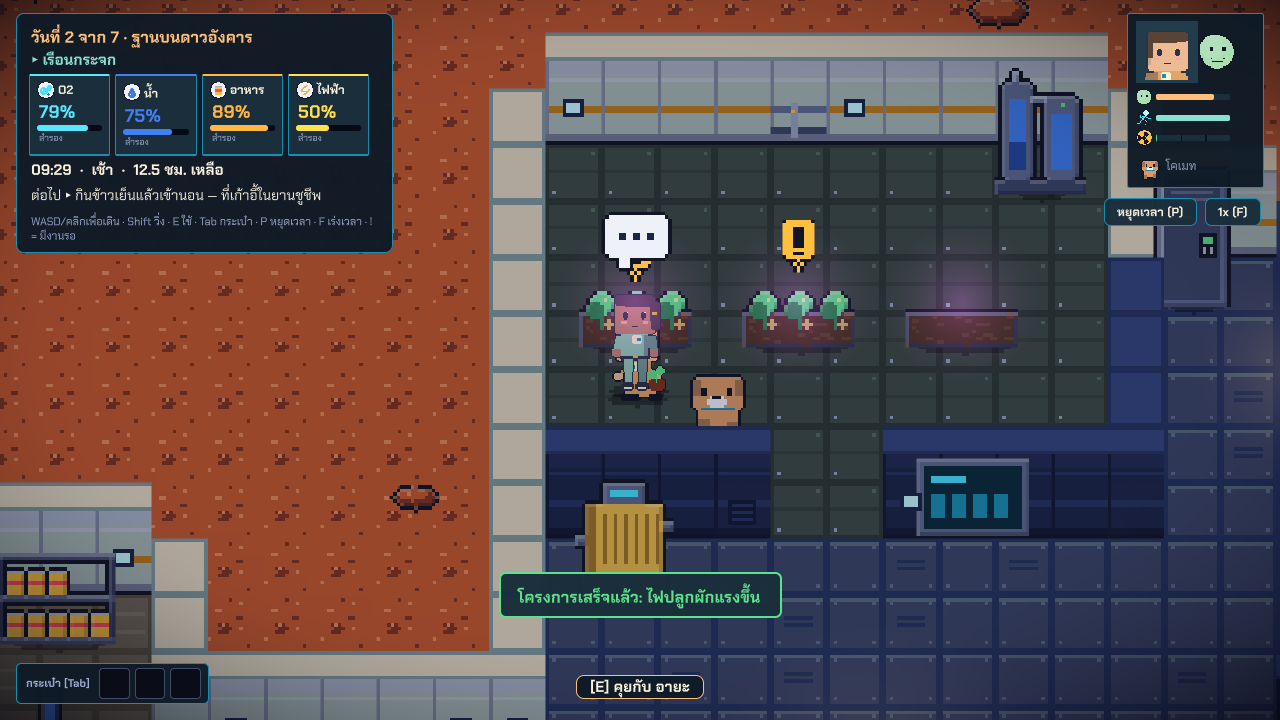 วันที่ 2 จาก 7 · ฐานบนดาวอังคาร
▸ เรือนกระจก
O2
79%
สำรอง
น้ำ
75%
สำรอง
อาหาร
89%
สำรอง
ไฟฟ้า
50%
สำรอง
09:29 · เช้า · 12.5 ชม. เหลือ
ต่อไป ▸ กินข้าวเย็นแล้วเข้านอน — ที่เก้าอี้ในยานชูชีพ
WASD/คลิกเพื่อเดิน · Shift วิ่ง · E ใช้ · Tab กระเป๋า · P หยุดเวลา · F เร่งเวลา · !
= มีงานรอ
โคเมท
หยุดเวลา (P)
1x (F)
โครงการเสร็จแล้ว: ไฟปลูกผักแรงขึ้น
กระเป๋า [Tab]
[E] คุยกับ อายะ